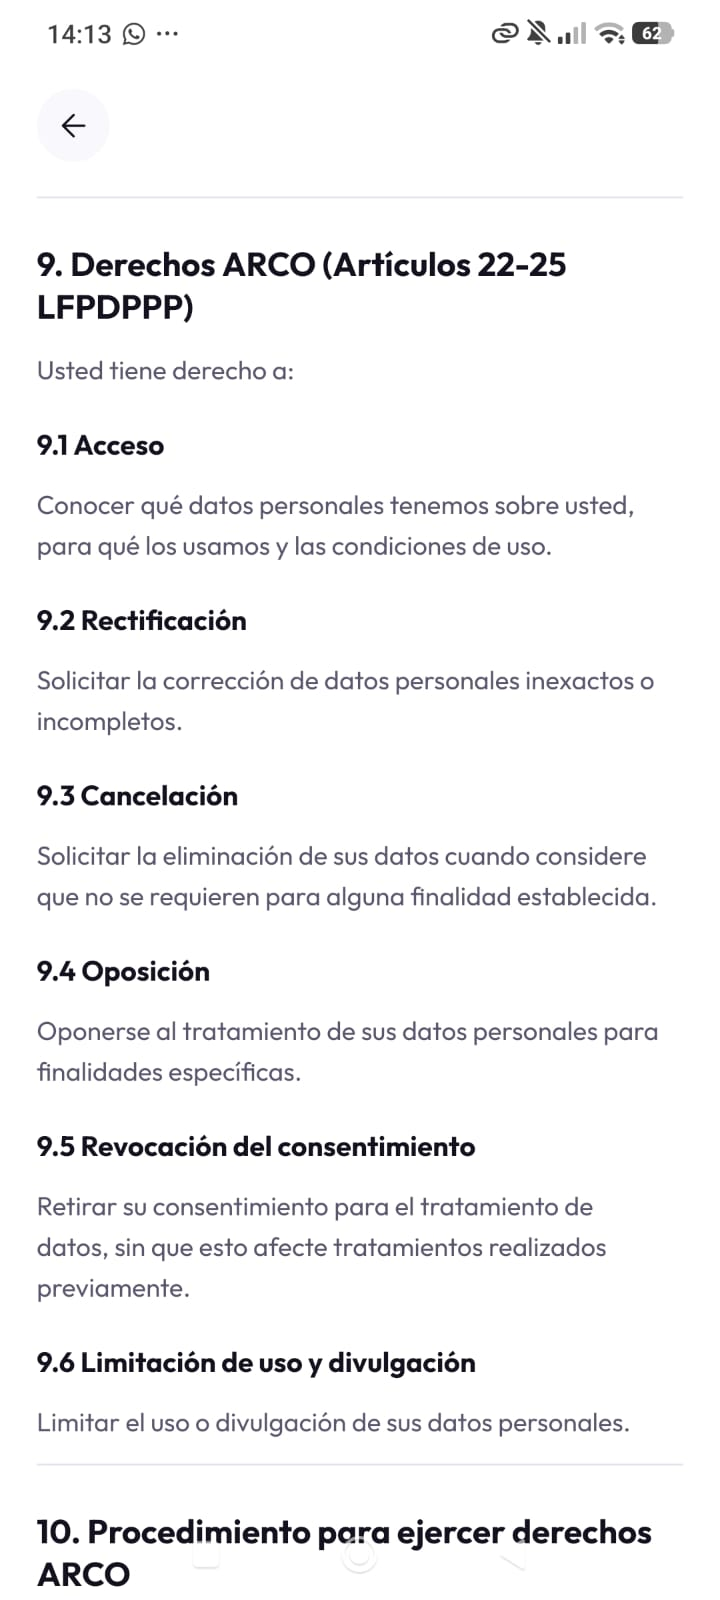 14:13
62
9. Derechos ARCO (Artículos 22-25
LFPDPPP)
Usted tiene derecho a:
9.1 Acceso
Conocer qué datos personales tenemos sobre usted,
para qué los usamos y las condiciones de uso.
9.2 Rectificación
Solicitar la corrección de datos personales inexactos o
incompletos.
9.3 Cancelación
Solicitar la eliminación de sus datos cuando considere
que no se requieren para alguna finalidad establecida.
9.4 Oposición
Oponerse al tratamiento de sus datos personales para
finalidades específicas.
9.5 Revocación del consentimiento
Retirar su consentimiento para el tratamiento de
datos, sin que esto afecte tratamientos realizados
previamente.
9.6 Limitación de uso y divulgación
Limitar el uso o divulgación de sus datos personales.
10. Procedimiento para ejercer derechos
ARCO